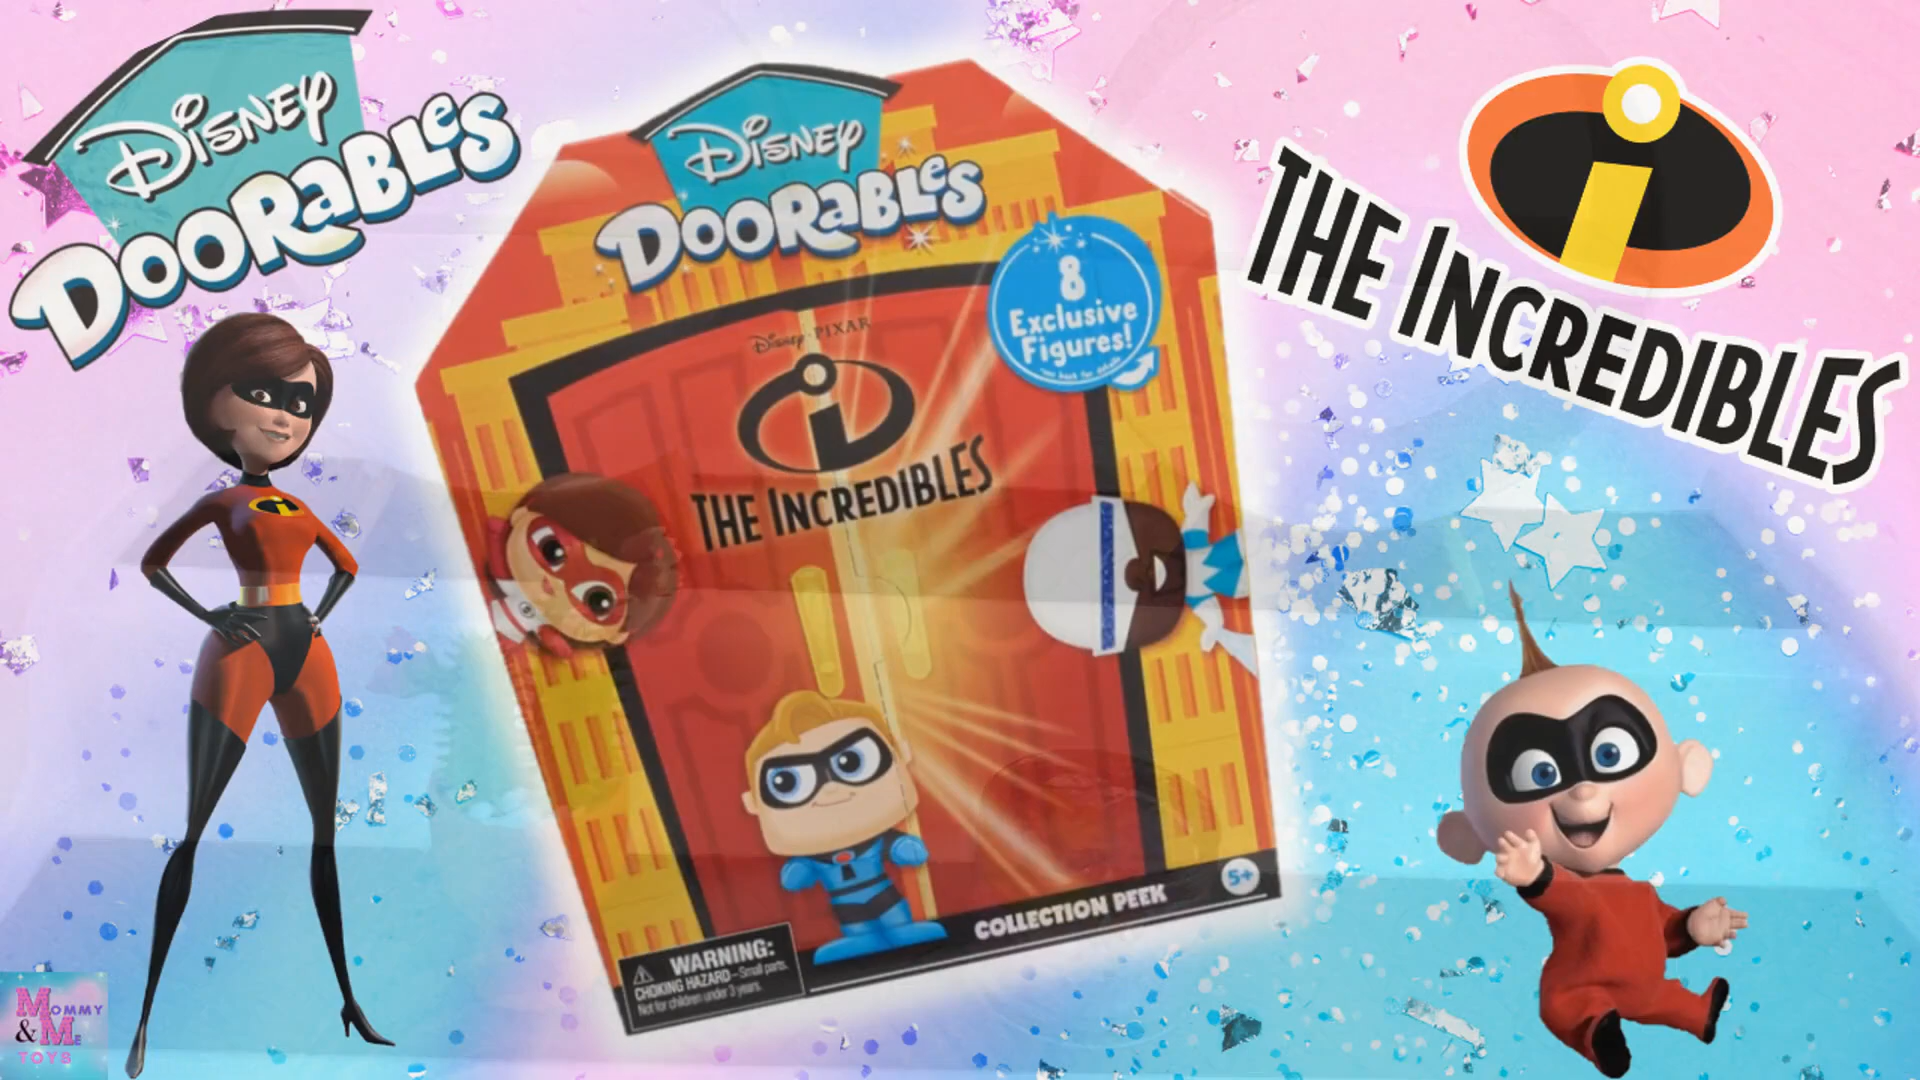 Disney
Doorables
Disney
Doorables
8
Exclusive
Figures!
Disney · PIXAR
THE INCREDIBLES
THE INCREDIBLES
COLLECTION PEEK
5+
WARNING:
CHOKING HAZARD–Small parts.
Not for children under 3 years.
MOMMY
& ME
TOYS